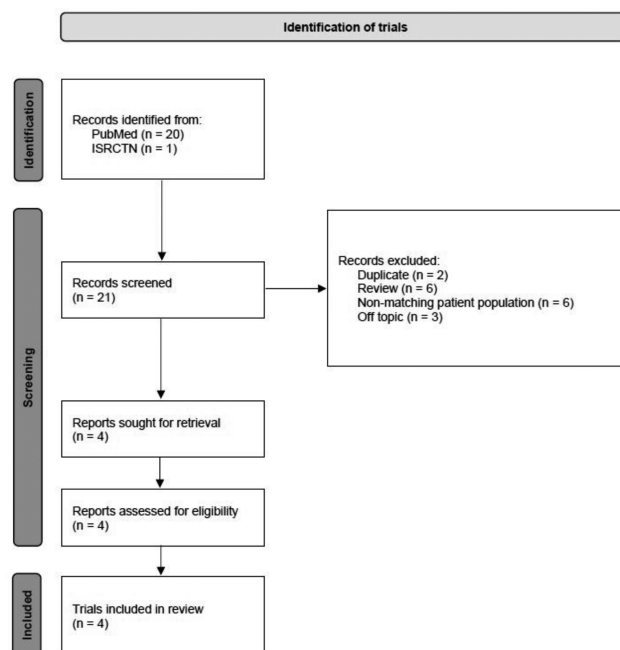 Identification of trials
Identification
Records identified from:
PubMed (n = 20)
ISRCTN (n = 1)
Screening
Records screened
(n = 21)
Records excluded:
Duplicate (n = 2)
Review (n = 6)
Non-matching patient population (n = 6)
Off topic (n = 3)
Reports sought for retrieval
(n = 4)
Reports assessed for eligibility
(n = 4)
Included
Trials included in review
(n = 4)